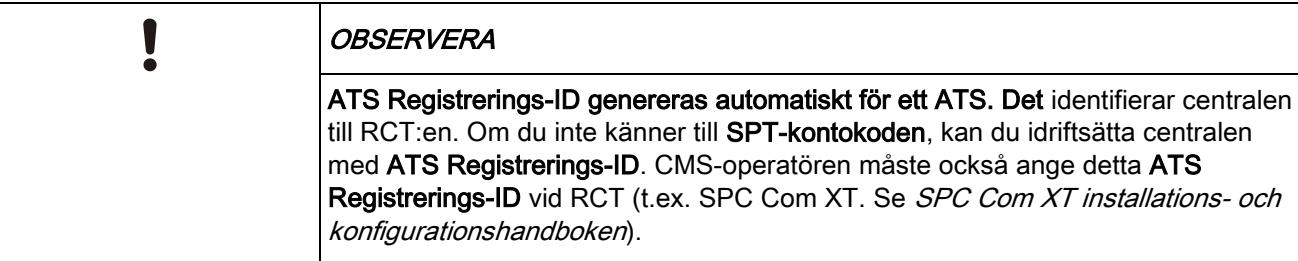 OBSERVERA
ATS Registrerings-ID genereras automatiskt för ett ATS. Det identifierar centralen
till RCT:en. Om du inte känner till SPT-kontokoden, kan du idriftsätta centralen
med ATS Registrerings-ID. CMS-operatören måste också ange detta ATS
Registrerings-ID vid RCT (t.ex. SPC Com XT. Se SPC Com XT installations- och
konfigurationshandboken).